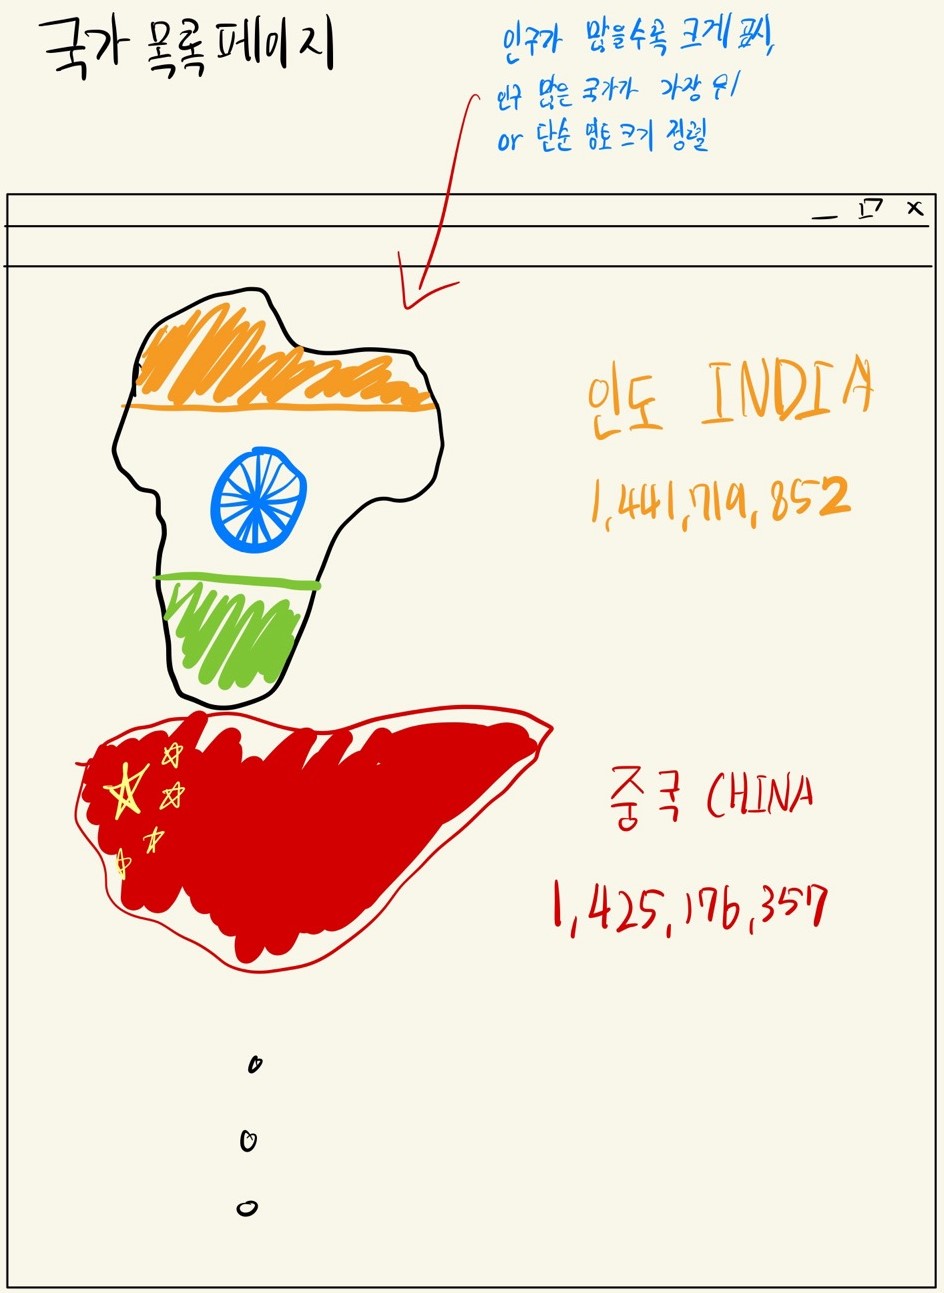 국가 목록 페이지
인구가 많을수록 크게 표시,
인구 많은 국가가 가장 위
or 단순 영토 크기 정렬
인도 INDIA
1,441,719,852
중국 CHINA
1,425,176,357